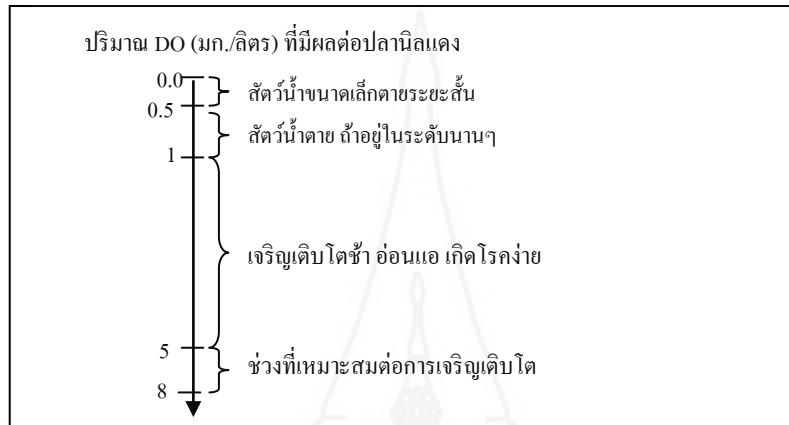 ปริมาณ DO (มก./ลิตร) ที่มีผลต่อปลานิลแดง
0.0
สัตว์น้ำขนาดเล็กตายระยะสั้น
0.5
สัตว์น้ำตาย ถ้าอยู่ในระดับนานๆ
1
เจริญเติบโตช้า อ่อนแอ เกิดโรคง่าย
5
ช่วงที่เหมาะสมต่อการเจริญเติบโต
8